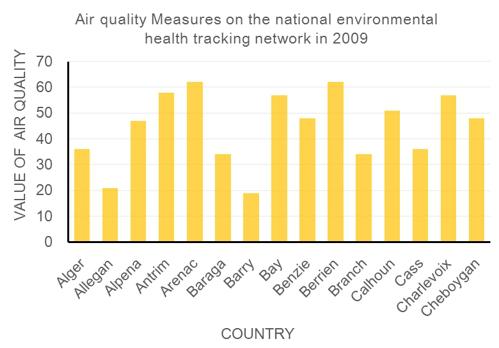 Air quality Measures on the national environmental
health tracking network in 2009
VALUE OF AIR QUALITY
70
60
50
40
30
20
10
0
Alger
Allegan
Alpena
Antrim
Arenac
Baraga
Barry
Bay
Benzie
Berrien
Branch
Calhoun
Cass
Charlevoix
Cheboygan
COUNTRY